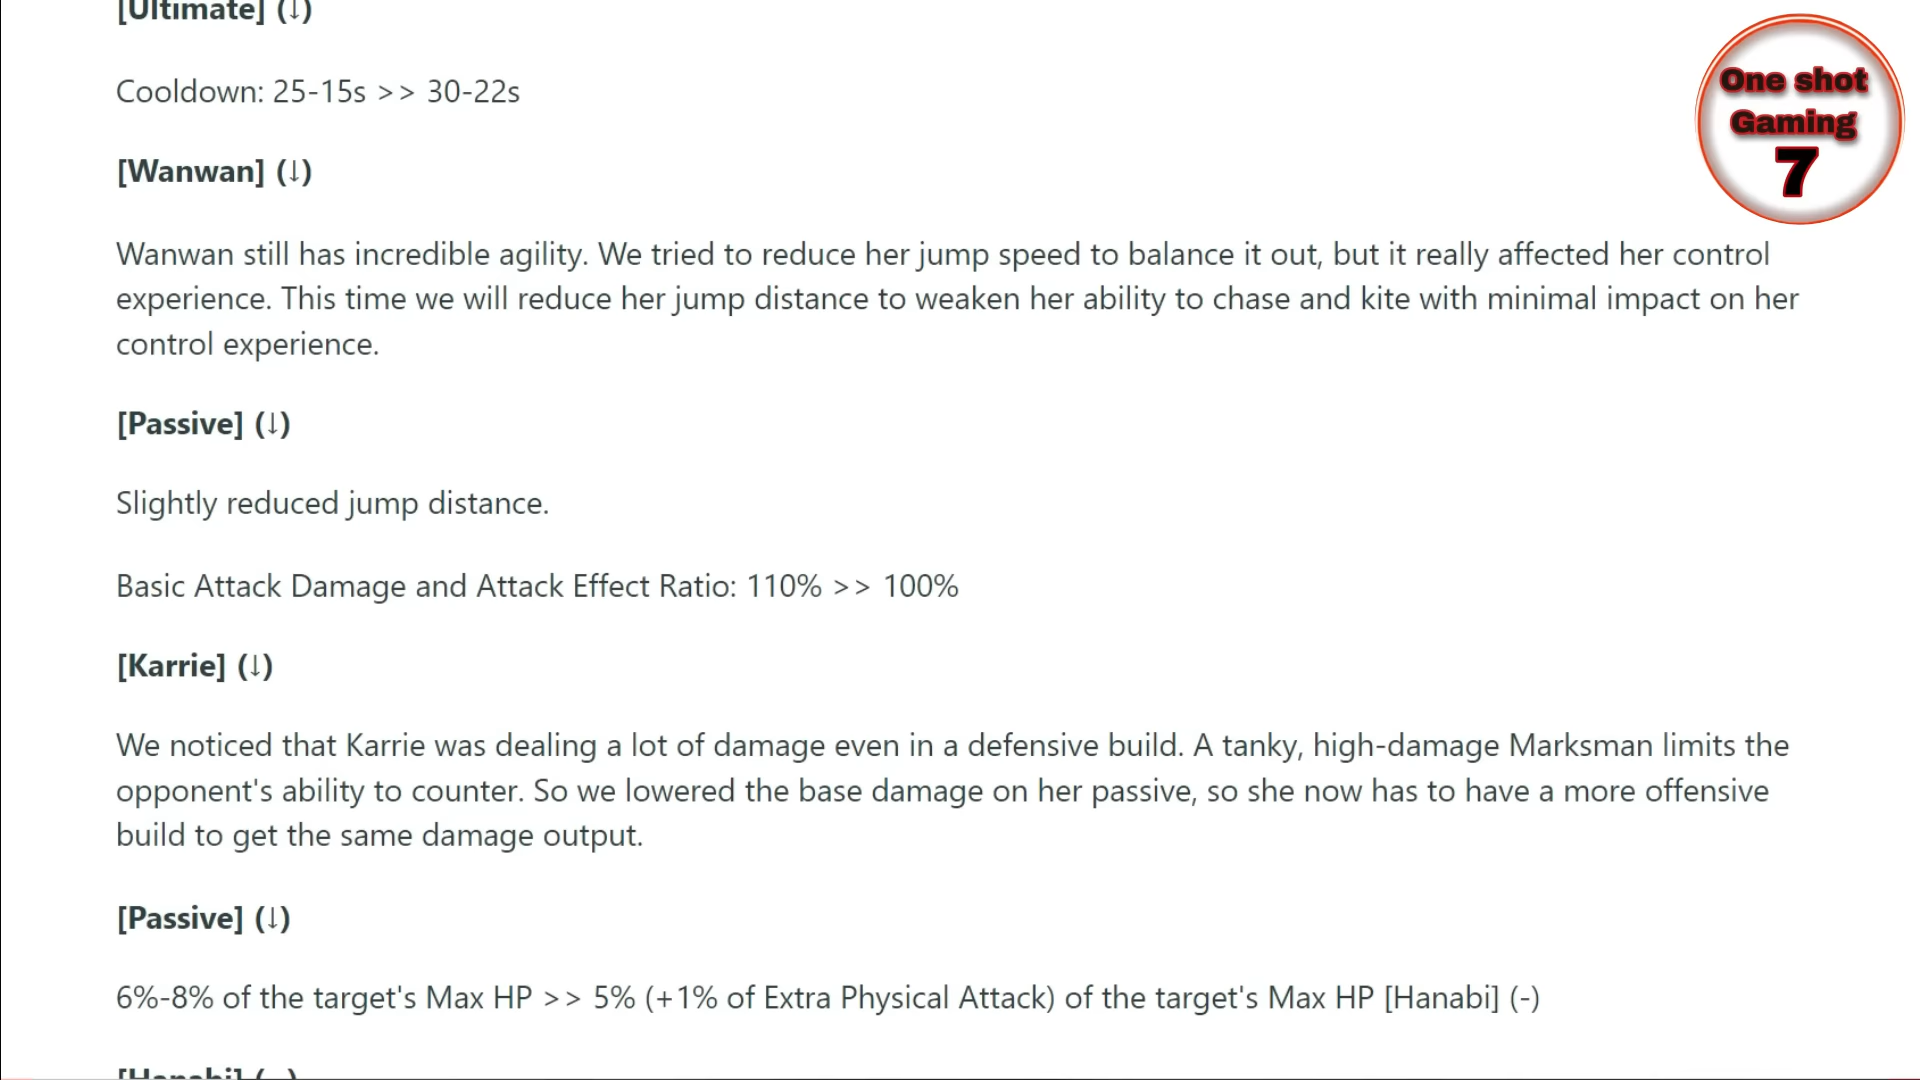 [Ultimate] (↓)
Cooldown: 25-15s >> 30-22s
[Wanwan] (↓)
Wanwan still has incredible agility. We tried to reduce her jump speed to balance it out, but it really affected her control
experience. This time we will reduce her jump distance to weaken her ability to chase and kite with minimal impact on her
control experience.
[Passive] (↓)
Slightly reduced jump distance.
Basic Attack Damage and Attack Effect Ratio: 110% >> 100%
[Karrie] (↓)
We noticed that Karrie was dealing a lot of damage even in a defensive build. A tanky, high-damage Marksman limits the
opponent's ability to counter. So we lowered the base damage on her passive, so she now has to have a more offensive
build to get the same damage output.
[Passive] (↓)
6%-8% of the target's Max HP >> 5% (+1% of Extra Physical Attack) of the target's Max HP [Hanabi] (-)
[Hanabi] (-)
One shot
Gaming
7